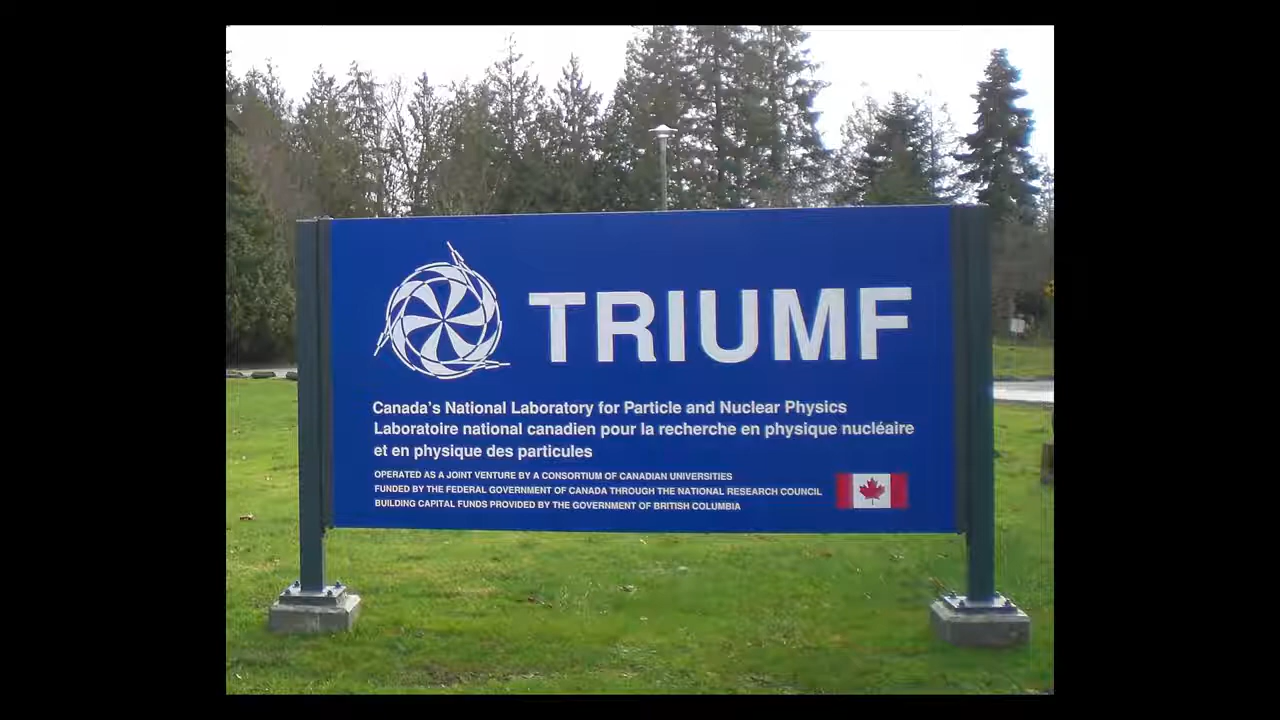 TRIUMF
Canada's National Laboratory for Particle and Nuclear Physics
Laboratoire national canadien pour la recherche en physique nucléaire
et en physique des particules
OPERATED AS A JOINT VENTURE BY A CONSORTIUM OF CANADIAN UNIVERSITIES
FUNDED BY THE FEDERAL GOVERNMENT OF CANADA THROUGH THE NATIONAL RESEARCH COUNCIL
BUILDING CAPITAL FUNDS PROVIDED BY THE GOVERNMENT OF BRITISH COLUMBIA